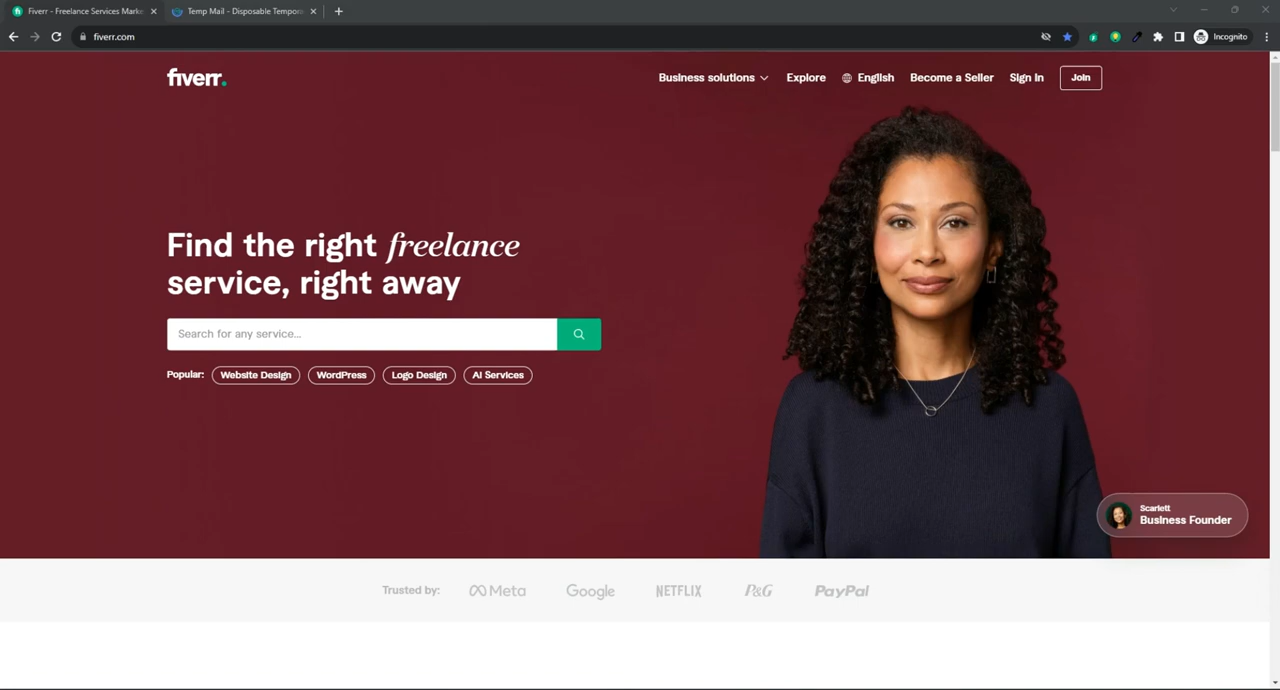 Fiverr - Freelance Services Marke
Temp Mail - Disposable Tempora
fiverr.com
Incognito
fiverr.
Business solutions
Explore
English
Become a Seller
Sign In
Join
Find the right freelance
service, right away
Search for any service...
Popular:
Website Design
WordPress
Logo Design
AI Services
Scarlett
Business Founder
Trusted by:
Meta
Google
NETFLIX
P&G
PayPal